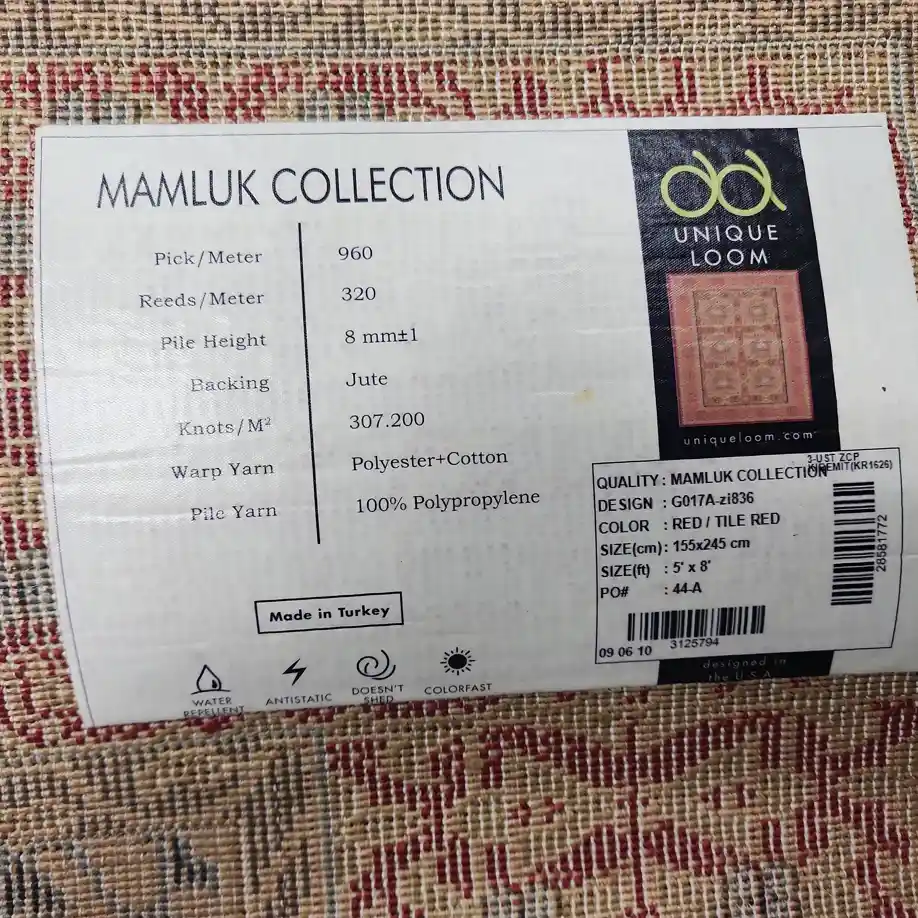 MAMLUK COLLECTION
Pick/Meter 960
Reeds/Meter 320
Pile Height 8 mm±1
Backing Jute
Knots/M² 307.200
Warp Yarn Polyester+Cotton
Pile Yarn 100% Polypropylene
Made in Turkey
WATER
REPELLENT
ANTISTATIC
DOESN'T
SHED
COLORFAST
UNIQUE
LOOM
uniqueloom.com
3-UST ZCP
KIREMIT(KR1626)
QUALITY : MAMLUK COLLECTION
DESIGN : G017A-zi836
COLOR : RED / TILE RED
SIZE(cm) : 155x245 cm
SIZE(ft) : 5' x 8'
PO# : 44-A
28581772
09 06 10 3125794
designed in
the U.S.A